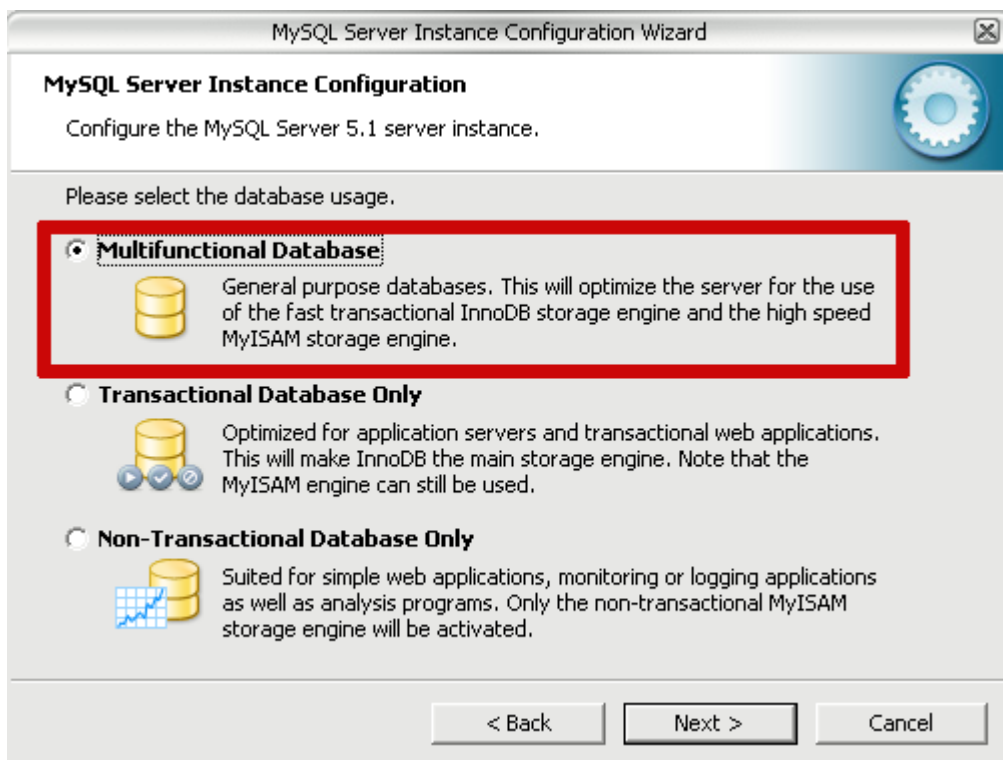 MySQL Server Instance Configuration Wizard
MySQL Server Instance Configuration
Configure the MySQL Server 5.1 server instance.
Please select the database usage.
Multifunctional Database
General purpose databases. This will optimize the server for the use
of the fast transactional InnoDB storage engine and the high speed
MyISAM storage engine.
Transactional Database Only
Optimized for application servers and transactional web applications.
This will make InnoDB the main storage engine. Note that the
MyISAM engine can still be used.
Non-Transactional Database Only
Suited for simple web applications, monitoring or logging applications
as well as analysis programs. Only the non-transactional MyISAM
storage engine will be activated.
< Back Next > Cancel